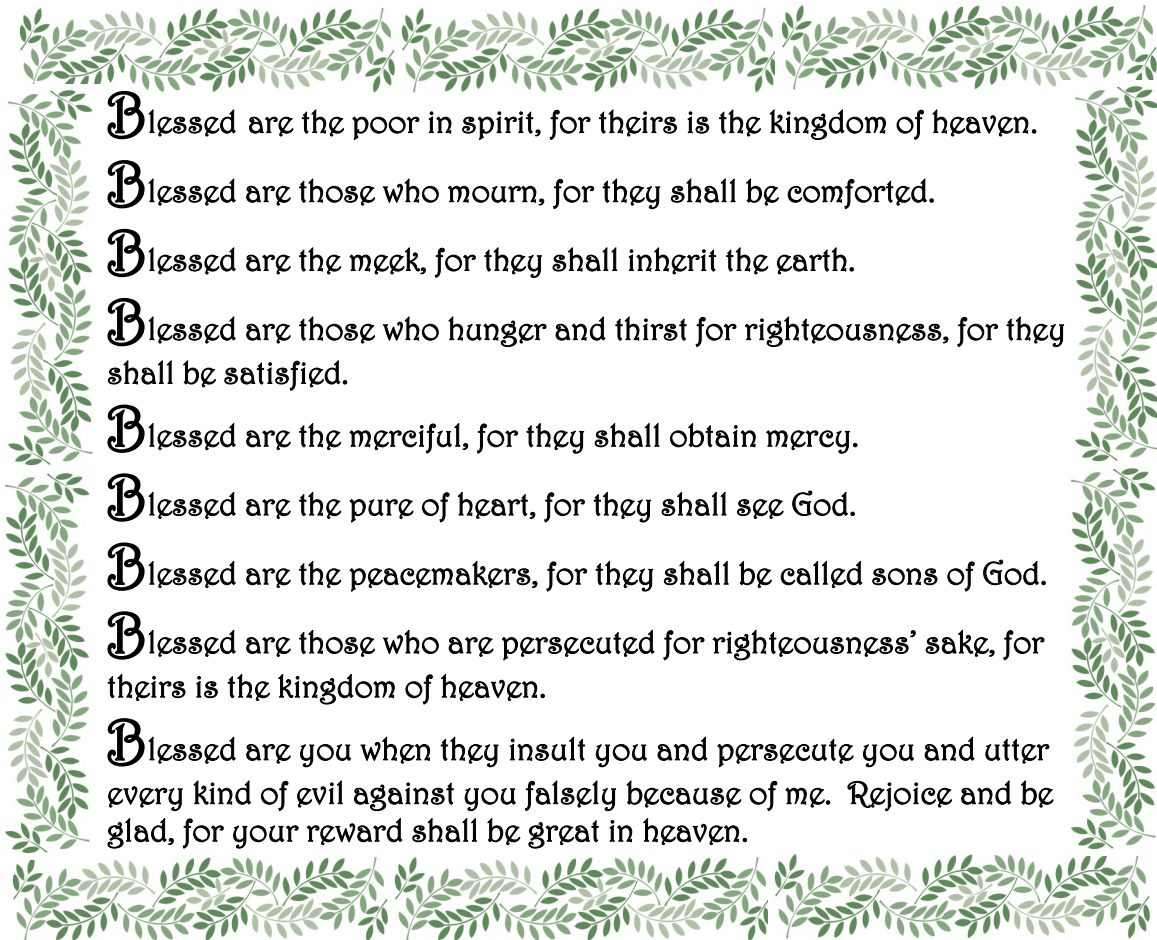 Blessed are the poor in spirit, for theirs is the kingdom of heaven.
Blessed are those who mourn, for they shall be comforted.
Blessed are the meek, for they shall inherit the earth.
Blessed are those who hunger and thirst for righteousness, for they
shall be satisfied.
Blessed are the merciful, for they shall obtain mercy.
Blessed are the pure of heart, for they shall see God.
Blessed are the peacemakers, for they shall be called sons of God.
Blessed are those who are persecuted for righteousness’ sake, for
theirs is the kingdom of heaven.
Blessed are you when they insult you and persecute you and utter
every kind of evil against you falsely because of me.  Rejoice and be
glad, for your reward shall be great in heaven.